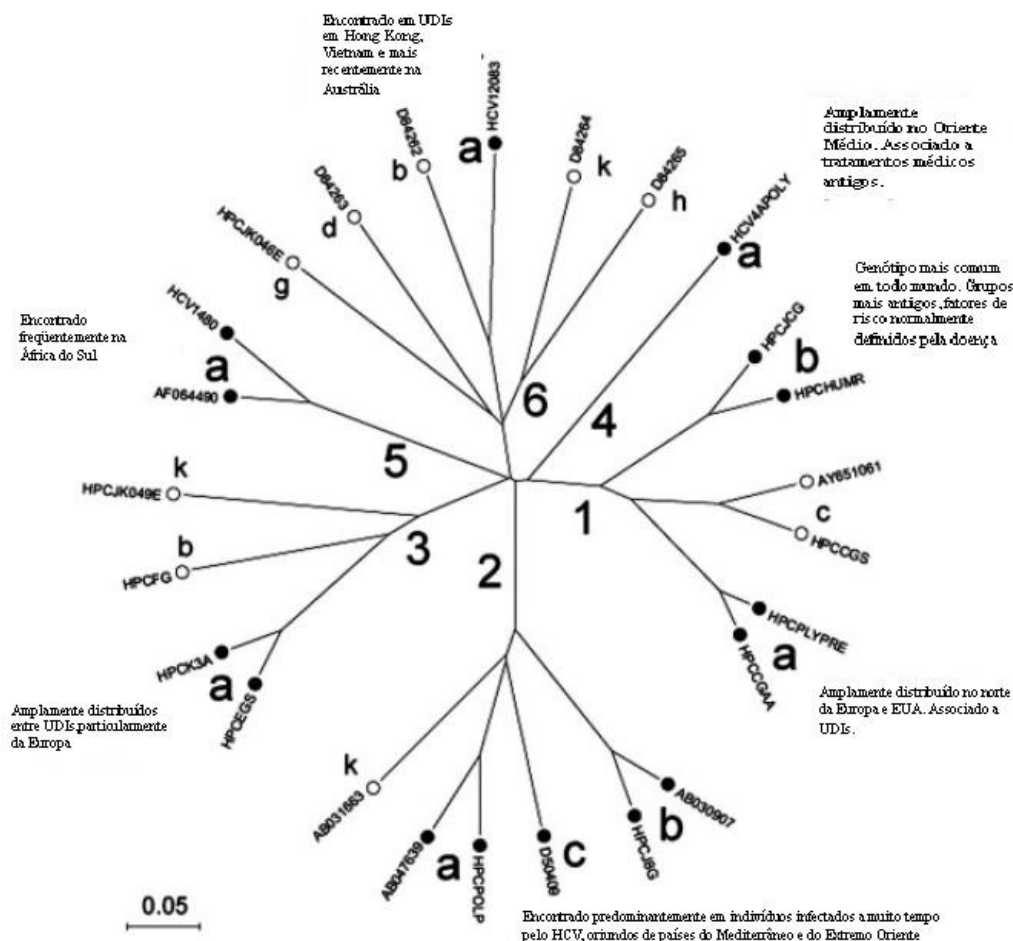 Encontrado em UDIs
em Hong Kong,
Vietnam e mais
recentemente na
Austrália
HCV12083
a
D84262
b
D84264
k
D84265
h
D84263
d
HPCJK046E
g
HCV4APOLY
a
Amplamente
distribuído no Oriente
Médio. Associado a
tratamentos médicos
antigos.
Genótipo mais comum
em todo mundo. Grupos
mais antigos, fatores de
risco normalmente
definidos pela doença
HPCJCG
b
HPCHUMR
Encontrado
freqüentemente na
África do Sul
HCV1480
a
AF064490
6
4
5
k
HPCJK049E
AY651061
c
HPCCGS
1
3
2
b
HPCFG
HPCPLYPRE
a
HPCCGAA
HPCK3A
a
HPCEGS
Amplamente distribuídos
entre UDIs,particularmente
da Europa
Amplamente distribuído no norte
da Europa e EUA. Associado a
UDIs.
k
AB031663
AB047639
a
HPCPOLP
c
D50409
b
HPCJ8G
AB030907
0.05
Encontrado predominantemente em indivíduos infectados a muito tempo
pelo HCV, oriundos de países do Mediterrâneo e do Extremo Oriente